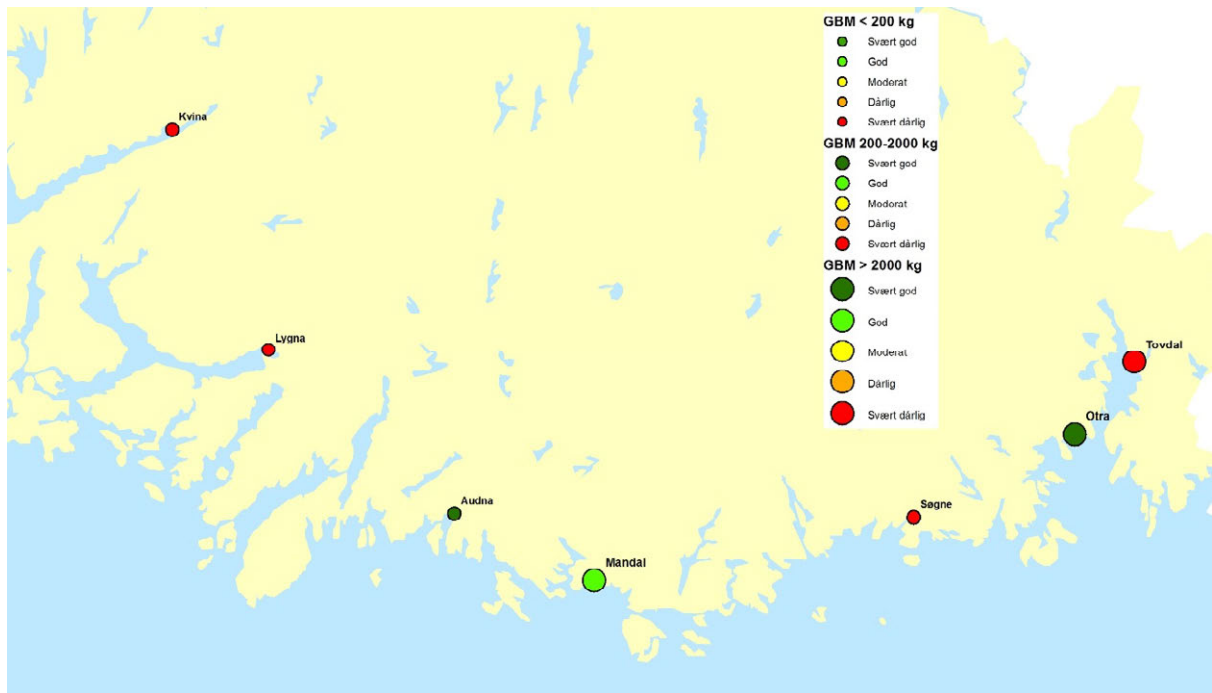 GBM < 200 kg
Svært god
God
Moderat
Dårlig
Svært dårlig
GBM 200-2000 kg
Svært god
God
Moderat
Dårlig
Svært dårlig
GBM > 2000 kg
Svært god
God
Moderat
Dårlig
Svært dårlig
Kvina
Lygna
Tovdal
Otra
Audna
Søgne
Mandal